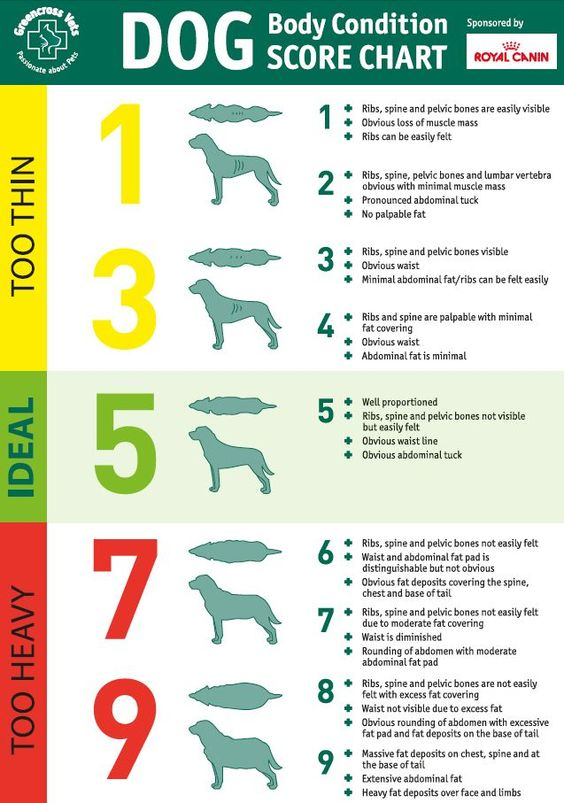 Greencross Vets
Passionate about Pets
DOG
Body Condition
SCORE CHART
Sponsored by
ROYAL CANIN
TOO THIN
1
1
Ribs, spine and pelvic bones are easily visible
Obvious loss of muscle mass
Ribs can be easily felt
2
Ribs, spine, pelvic bones and lumbar vertebra
obvious with minimal muscle mass
Pronounced abdominal tuck
No palpable fat
3
3
Ribs, spine and pelvic bones visible
Obvious waist
Minimal abdominal fat/ribs can be felt easily
4
Ribs and spine are palpable with minimal
fat covering
Obvious waist
Abdominal fat is minimal
IDEAL
5
5
Well proportioned
Ribs, spine and pelvic bones not visible
but easily felt
Obvious waist line
Obvious abdominal tuck
TOO HEAVY
7
6
Ribs, spine and pelvic bones not easily felt
Waist and abdominal fat pad is
distinguishable but not obvious
Obvious fat deposits covering the spine,
chest and base of tail
7
Ribs, spine and pelvic bones not easily felt
due to moderate fat covering
Waist is diminished
Rounding of abdomen with moderate
abdominal fat pad
9
8
Ribs, spine and pelvic bones are not easily
felt with excess fat covering
Waist not visible due to excess fat
Obvious rounding of abdomen with excessive
fat pad and fat deposits on the base of tail
9
Massive fat deposits on chest, spine and at
the base of tail
Extensive abdominal fat
Heavy fat deposits over face and limbs